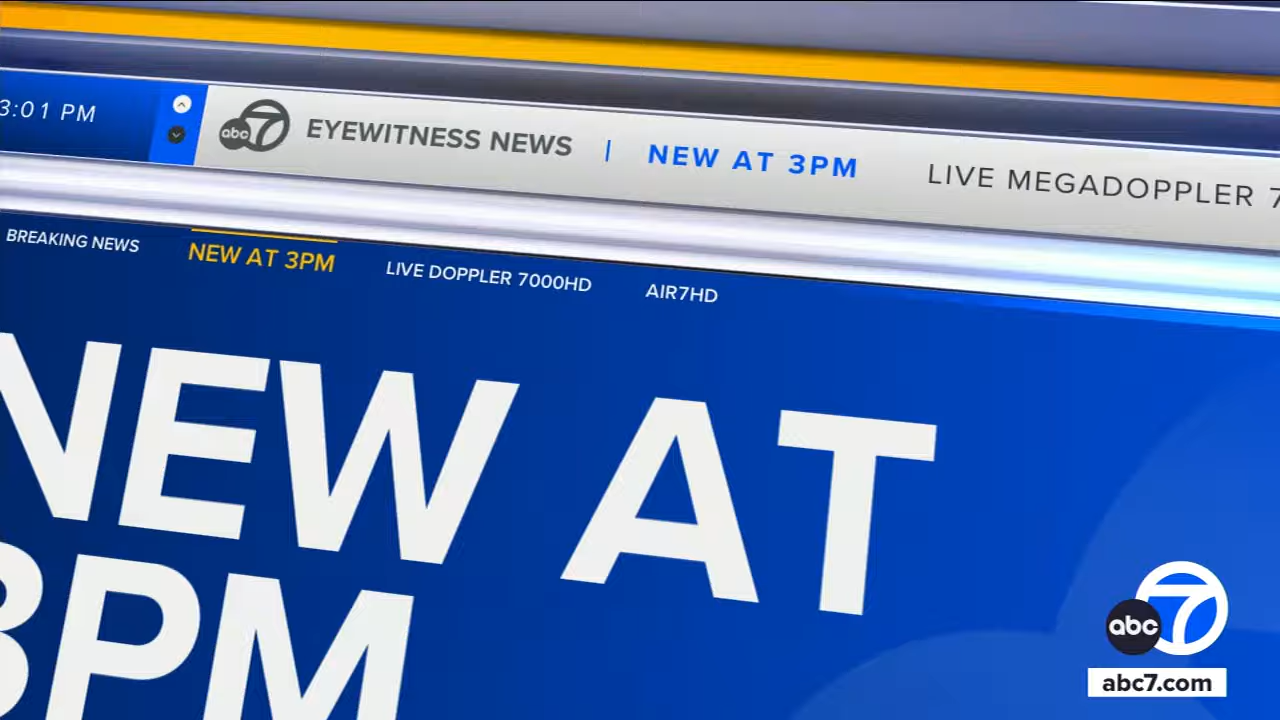 3:01 PM
abc 7 EYEWITNESS NEWS | NEW AT 3PM LIVE MEGADOPPLER 7
BREAKING NEWS NEW AT 3PM LIVE DOPPLER 7000HD AIR7HD
NEW AT
3PM
abc 7
abc7.com